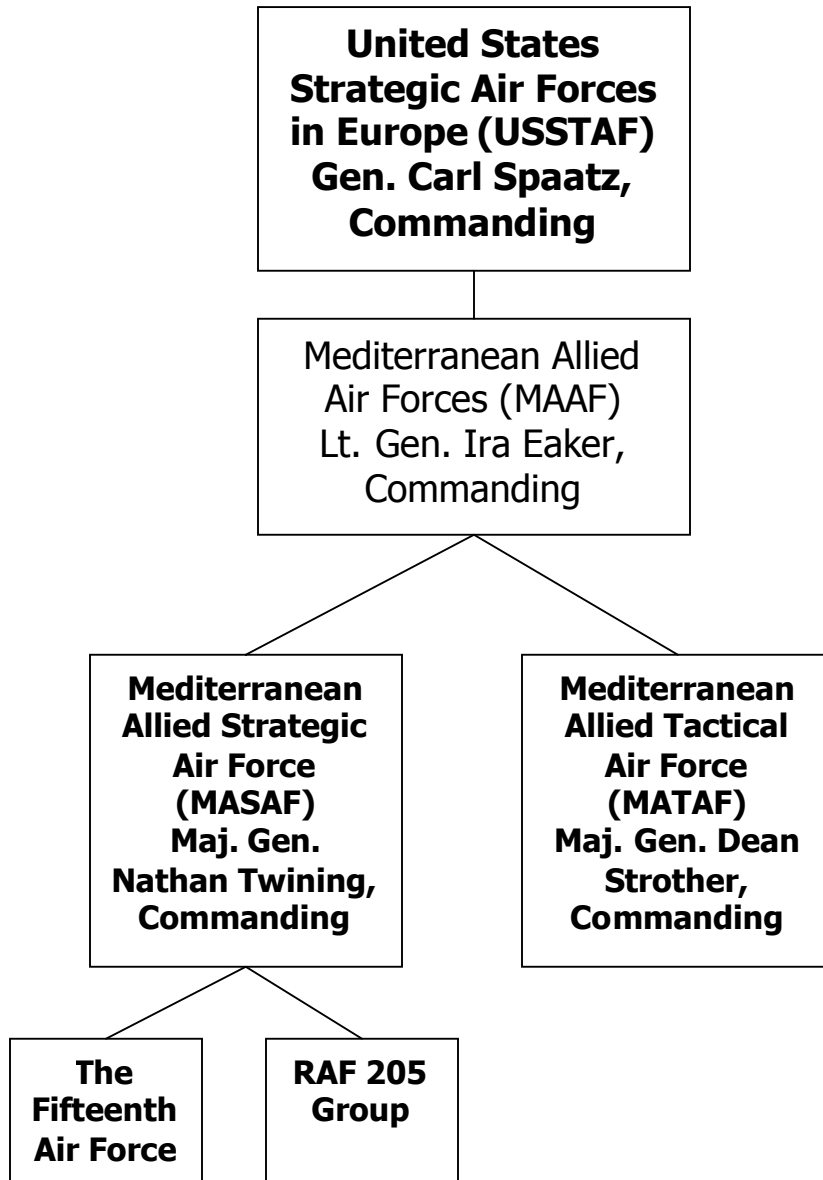 United States
Strategic Air Forces
in Europe (USSTAF)
Gen. Carl Spaatz,
Commanding
Mediterranean Allied
Air Forces (MAAF)
Lt. Gen. Ira Eaker,
Commanding
Mediterranean
Allied Strategic
Air Force
(MASAF)
Maj. Gen.
Nathan Twining,
Commanding
Mediterranean
Allied Tactical
Air Force
(MATAF)
Maj. Gen. Dean
Strother,
Commanding
The
Fifteenth
Air Force
RAF 205
Group